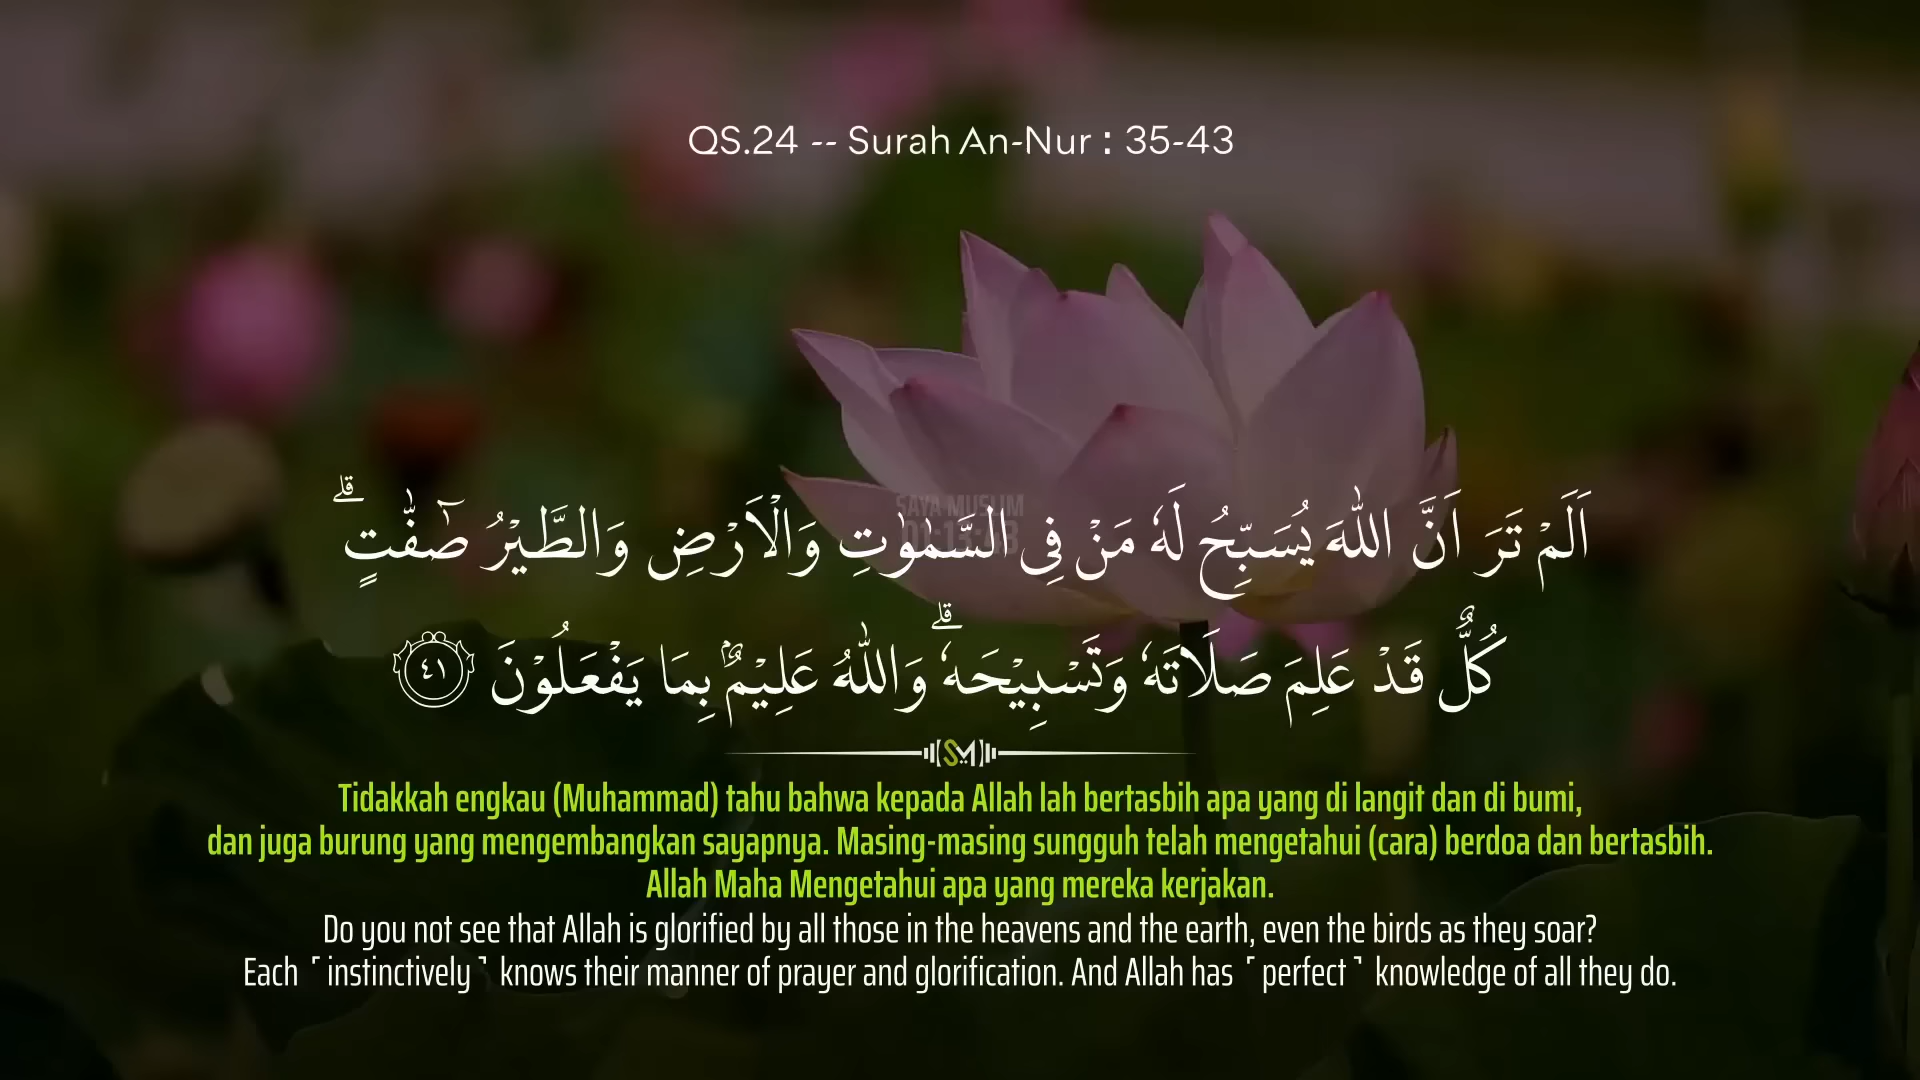 QS.24 -- Surah An-Nur : 35-43
SAYA MUSLIM
اَلَمْ تَرَ اَنَّ اللّٰهَ يُسَبِّحُ لَهٗ مَنْ فِى السَّمٰوٰتِ وَالْاَرْضِ وَالطَّيْرُ صٰۤفّٰتٍۗ
كُلٌّ قَدْ عَلِمَ صَلَاتَهٗ وَتَسْبِيْحَهٗۗ وَاللّٰهُ عَلِيْمٌۢ بِمَا يَفْعَلُوْنَ ٤١
SM
Tidakkah engkau (Muhammad) tahu bahwa kepada Allah lah bertasbih apa yang di langit dan di bumi,
dan juga burung yang mengembangkan sayapnya. Masing-masing sungguh telah mengetahui (cara) berdoa dan bertasbih.
Allah Maha Mengetahui apa yang mereka kerjakan.
Do you not see that Allah is glorified by all those in the heavens and the earth, even the birds as they soar?
Each ˹instinctively˺ knows their manner of prayer and glorification. And Allah has ˹perfect˺ knowledge of all they do.